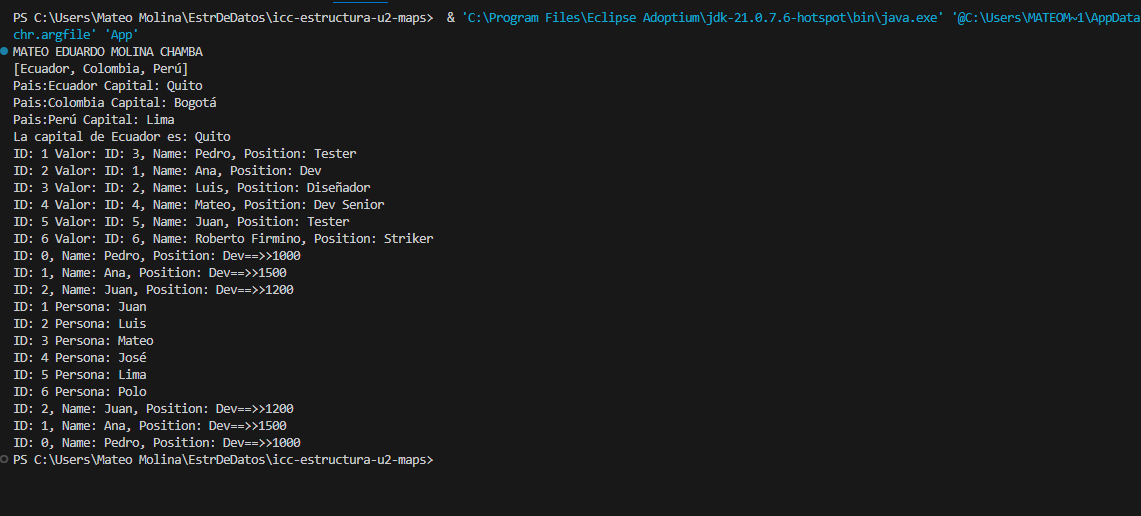 PS C:\Users\Mateo Molina\EstrDeDatos\icc-estructura-u2-maps>  & 'C:\Program Files\Eclipse Adoptium\jdk-21.0.7.6-hotspot\bin\java.exe' '@C:\Users\MATEOM~1\AppData
chr.argfile' 'App'
MATEO EDUARDO MOLINA CHAMBA
[Ecuador, Colombia, Perú]
Pais:Ecuador Capital: Quito
Pais:Colombia Capital: Bogotá
Pais:Perú Capital: Lima
La capital de Ecuador es: Quito
ID: 1 Valor: ID: 3, Name: Pedro, Position: Tester
ID: 2 Valor: ID: 1, Name: Ana, Position: Dev
ID: 3 Valor: ID: 2, Name: Luis, Position: Diseñador
ID: 4 Valor: ID: 4, Name: Mateo, Position: Dev Senior
ID: 5 Valor: ID: 5, Name: Juan, Position: Tester
ID: 6 Valor: ID: 6, Name: Roberto Firmino, Position: Striker
ID: 0, Name: Pedro, Position: Dev==>>1000
ID: 1, Name: Ana, Position: Dev==>>1500
ID: 2, Name: Juan, Position: Dev==>>1200
ID: 1 Persona: Juan
ID: 2 Persona: Luis
ID: 3 Persona: Mateo
ID: 4 Persona: José
ID: 5 Persona: Lima
ID: 6 Persona: Polo
ID: 2, Name: Juan, Position: Dev==>>1200
ID: 1, Name: Ana, Position: Dev==>>1500
ID: 0, Name: Pedro, Position: Dev==>>1000
PS C:\Users\Mateo Molina\EstrDeDatos\icc-estructura-u2-maps>